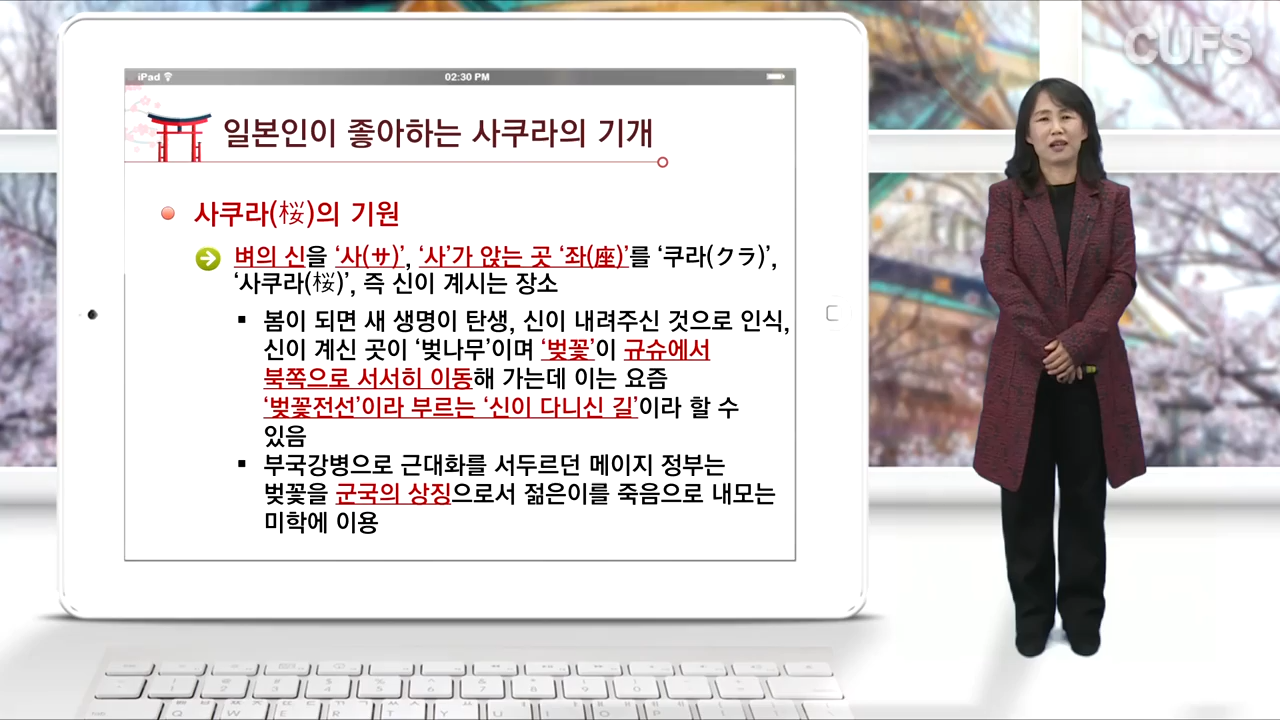 CUFS
iPad
02:30 PM
일본인이 좋아하는 사쿠라의 기개
사쿠라(桜)의 기원
벼의 신을 ‘사(サ)’, ‘사’가 앉는 곳 ‘좌(座)’를 ‘쿠라(クラ)’,
‘사쿠라(桜)’, 즉 신이 계시는 장소
▪ 봄이 되면 새 생명이 탄생, 신이 내려주신 것으로 인식,
신이 계신 곳이 ‘벚나무’이며 ‘벚꽃’이 규슈에서
북쪽으로 서서히 이동해 가는데 이는 요즘
‘벚꽃전선’이라 부르는 ‘신이 다니신 길’이라 할 수
있음
▪ 부국강병으로 근대화를 서두르던 메이지 정부는
벚꽃을 군국의 상징으로서 젊은이를 죽음으로 내모는
미학에 이용